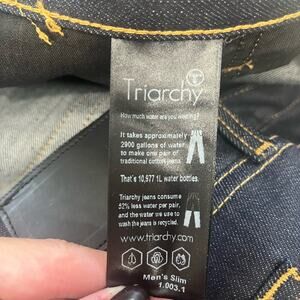 Triarchy
How much water are you wearing?
It takes approximately
2900 gallons of water
to make one pair of
traditional cotton jeans.
That's 10,977 1L water bottles.
Triarchy jeans consume
52% less water per pair,
and the water we use to
wash the jeans is recycled.
www.triarchy.com
Men's Slim
1.003.1